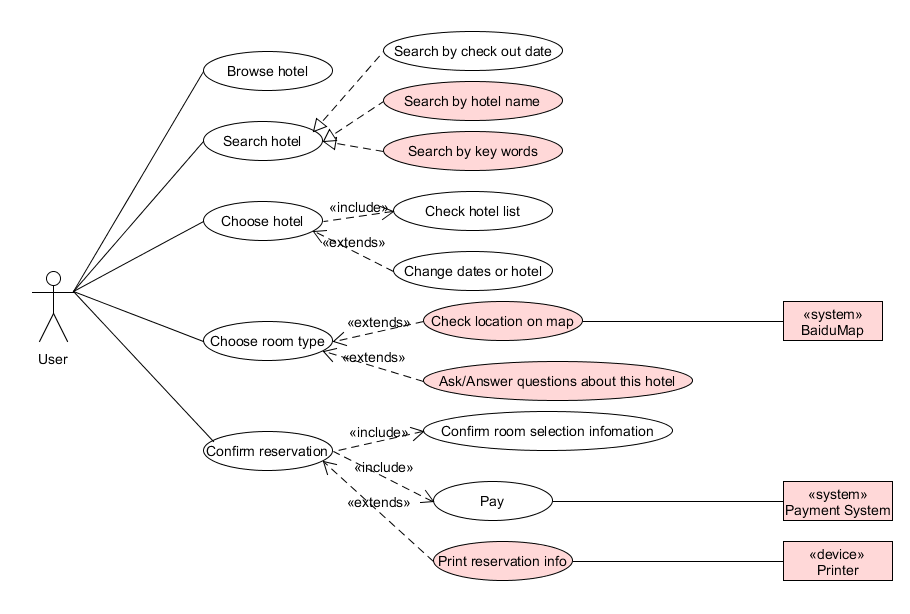 Browse hotel
Search hotel
Search by check out date
Search by hotel name
Search by key words
Choose hotel
«include»
Check hotel list
«extends»
Change dates or hotel
User
Choose room type
«extends»
Check location on map
«system»
BaiduMap
«extends»
Ask/Answer questions about this hotel
Confirm reservation
«include»
Confirm room selection infomation
«include»
Pay
«system»
Payment System
«extends»
Print reservation info
«device»
Printer